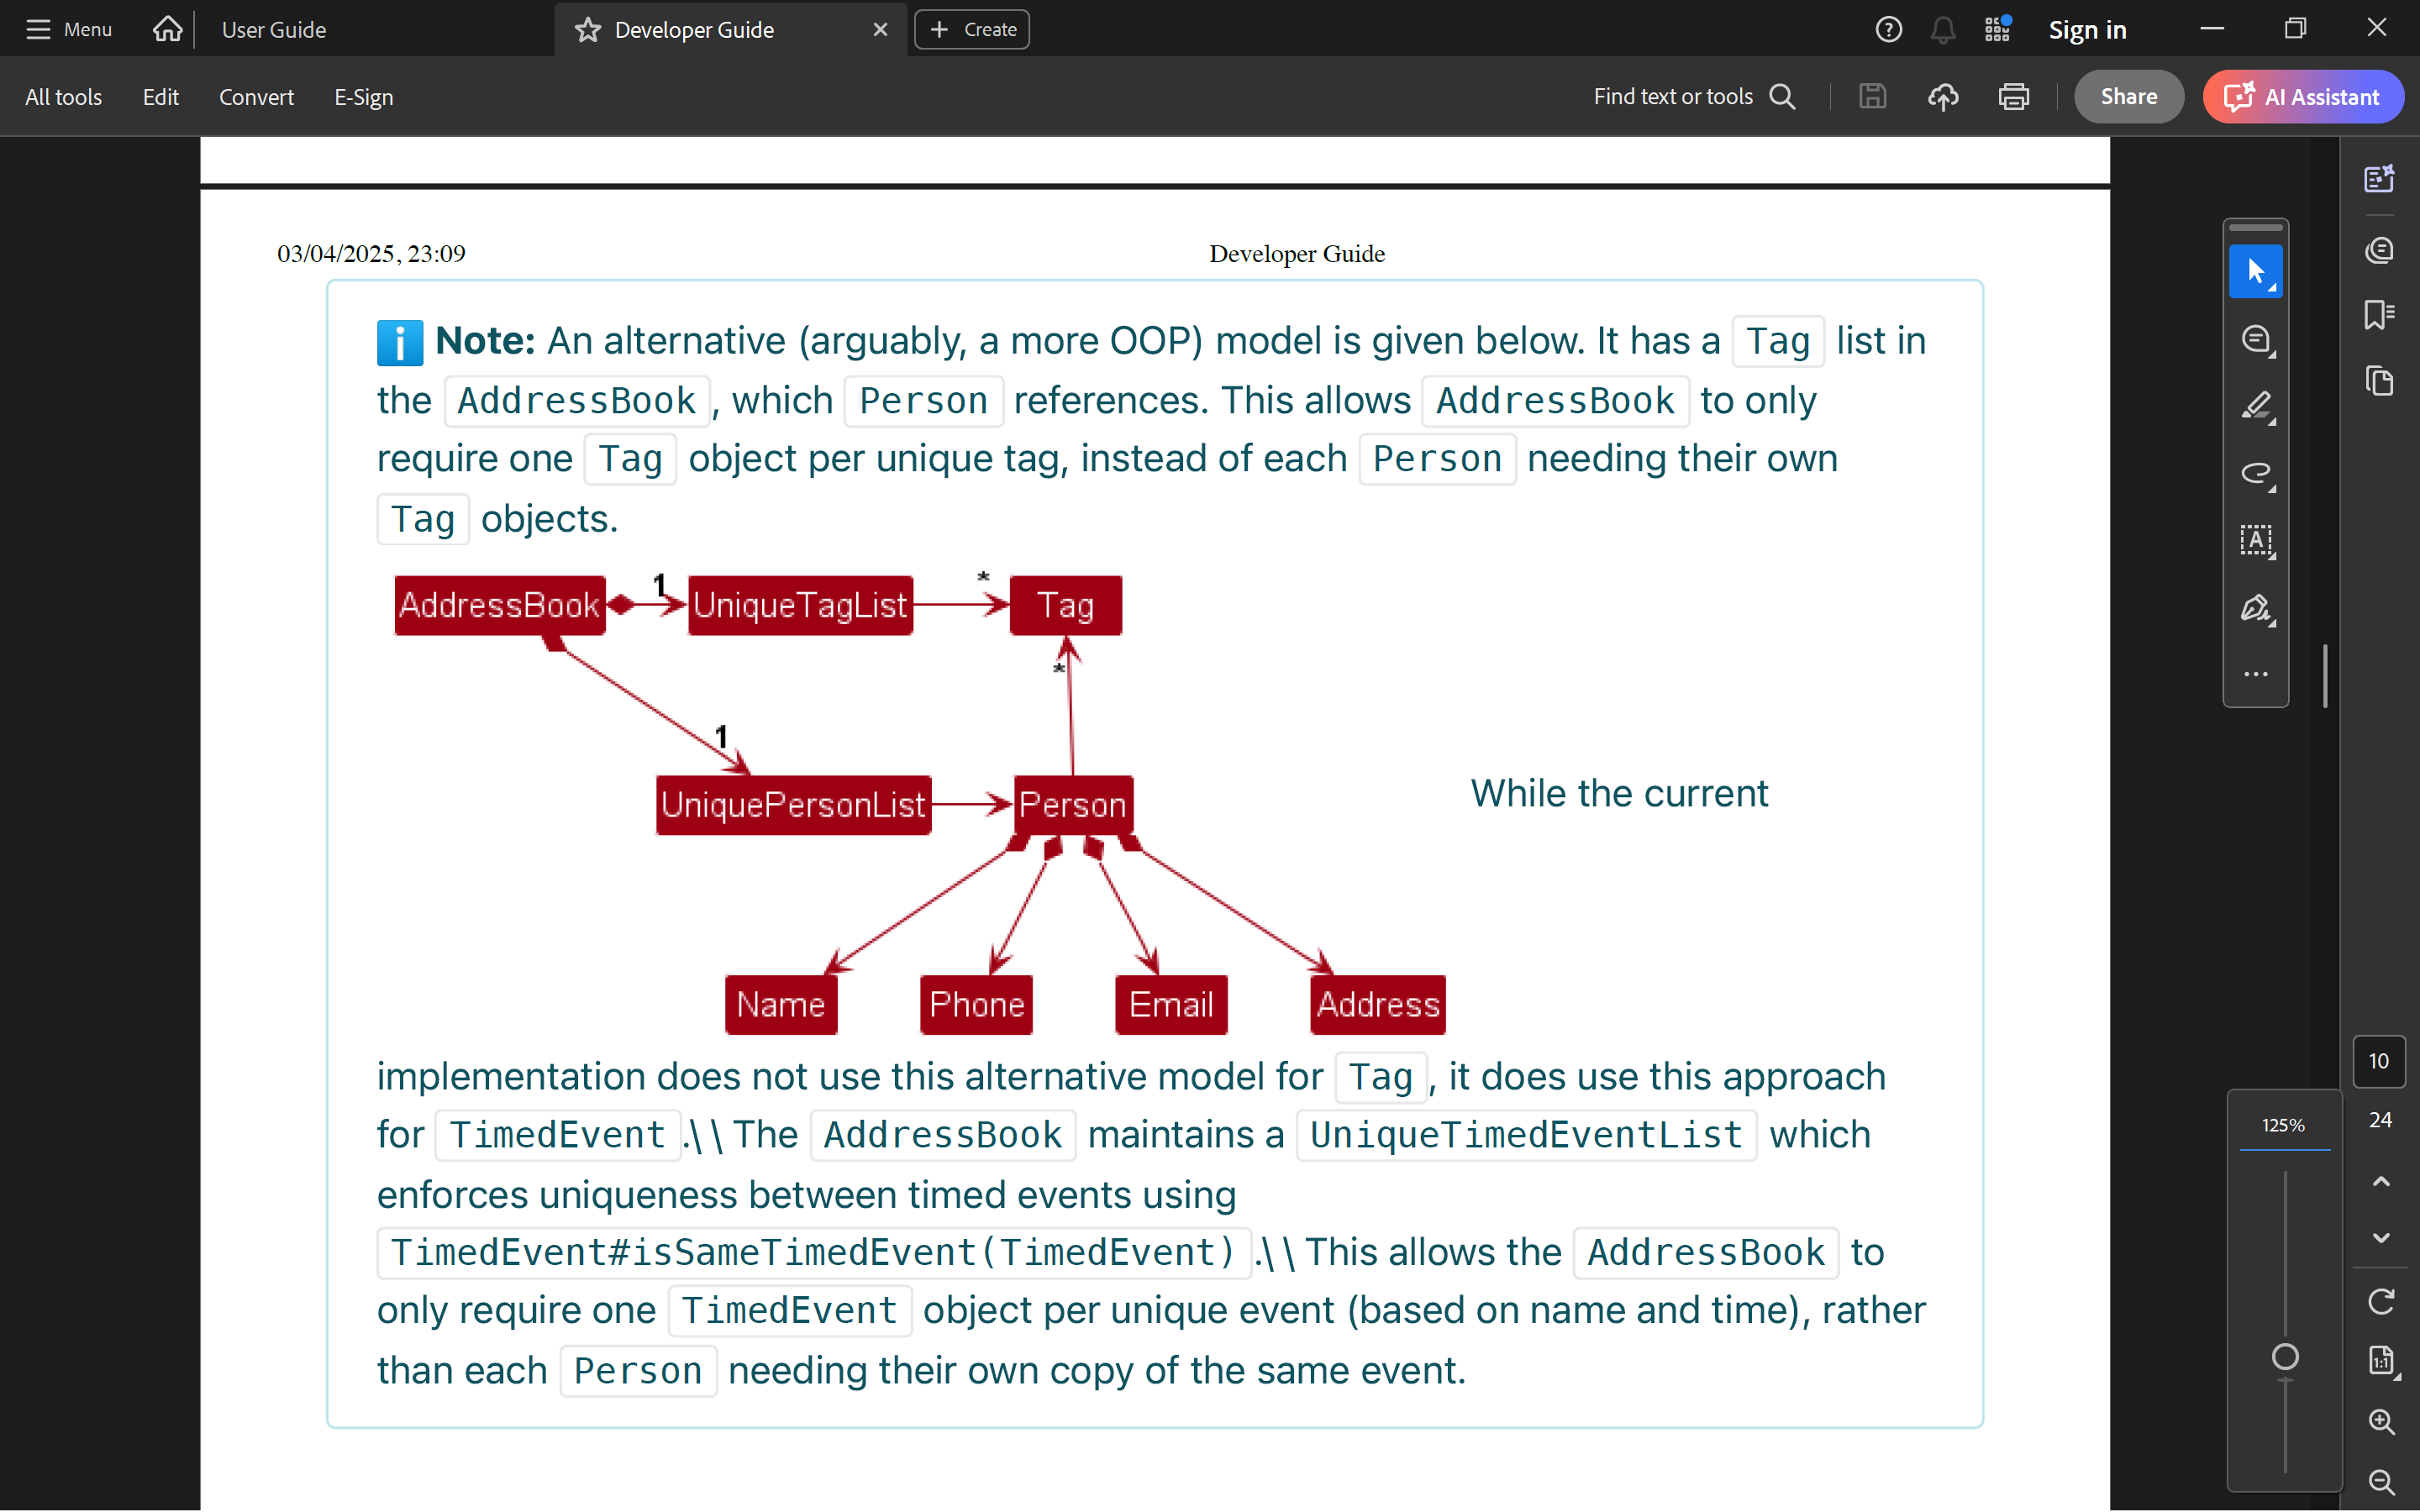 Menu
User Guide
Developer Guide
Create
Sign in
All tools
Edit
Convert
E-Sign
Find text or tools
Share
AI Assistant
03/04/2025, 23:09
Developer Guide
Note: An alternative (arguably, a more OOP) model is given below. It has a Tag list in
the AddressBook, which Person references. This allows AddressBook to only
require one Tag object per unique tag, instead of each Person needing their own
Tag objects.
AddressBook
1
UniqueTagList
*
Tag
*
1
UniquePersonList
Person
While the current
Name
Phone
Email
Address
implementation does not use this alternative model for Tag, it does use this approach
for TimedEvent.\\ The AddressBook maintains a UniqueTimedEventList which
enforces uniqueness between timed events using
TimedEvent#isSameTimedEvent(TimedEvent).\\ This allows the AddressBook to
only require one TimedEvent object per unique event (based on name and time), rather
than each Person needing their own copy of the same event.
10
24
125%
1:1